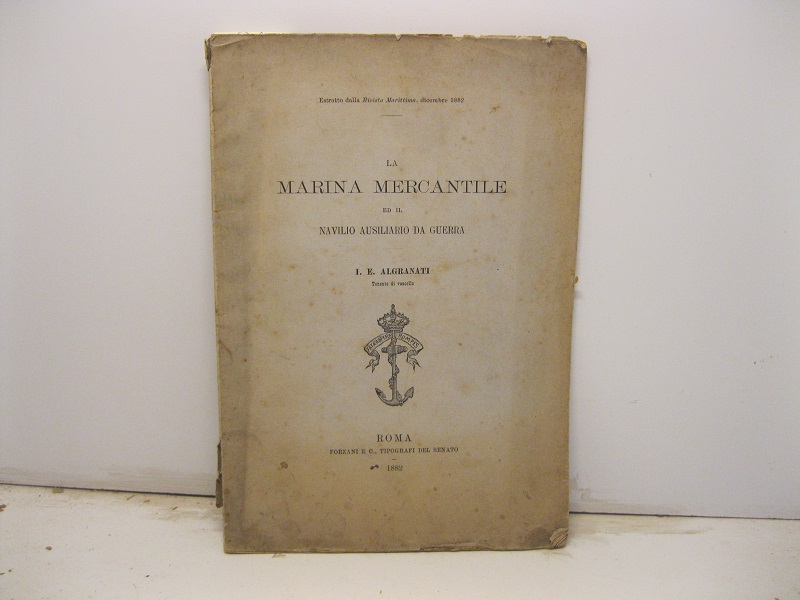 Estratto dalla Rivista Marittima, dicembre 1882
LA
MARINA MERCANTILE
ED IL
NAVILIO AUSILIARIO DA GUERRA
I. E. ALGRANATI
Tenente di vascello
ROMA
FORZANI E C., TIPOGRAFI DEL SENATO
1882